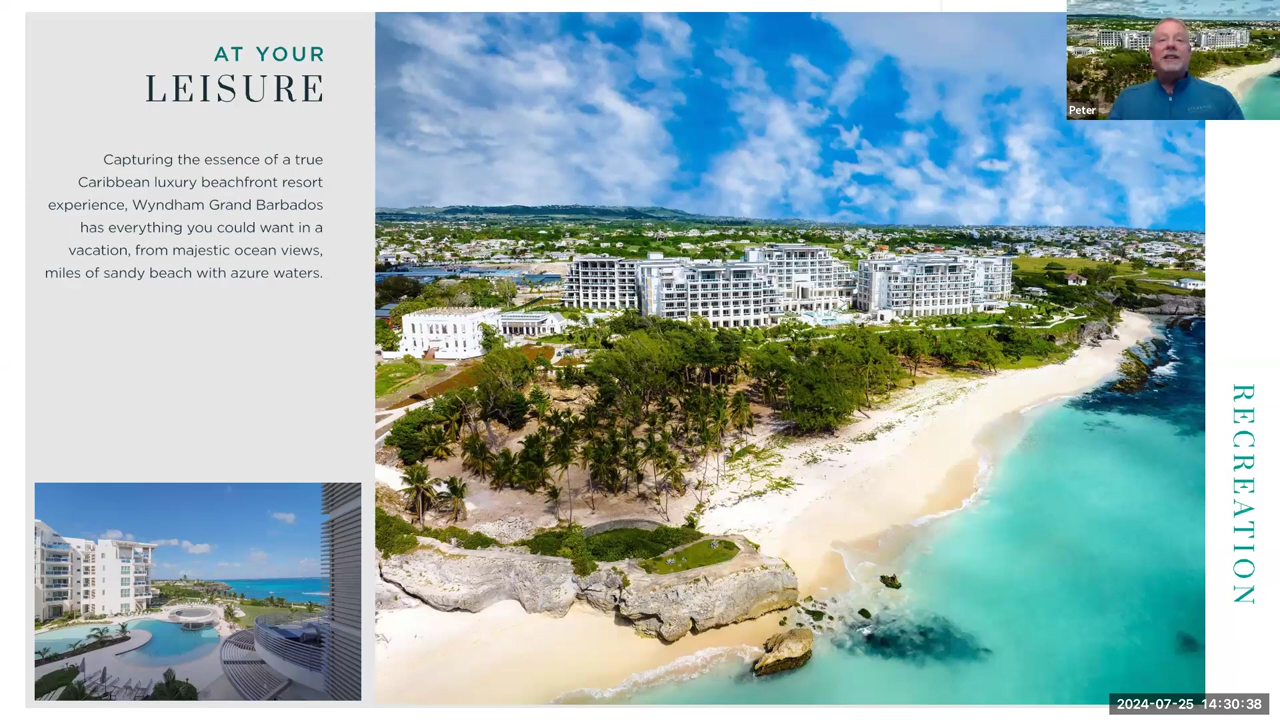 AT YOUR
LEISURE
Capturing the essence of a true
Caribbean luxury beachfront resort
experience, Wyndham Grand Barbados
has everything you could want in a
vacation, from majestic ocean views,
miles of sandy beach with azure waters.
Peter
RECREATION
2024-07-25 14:30:38